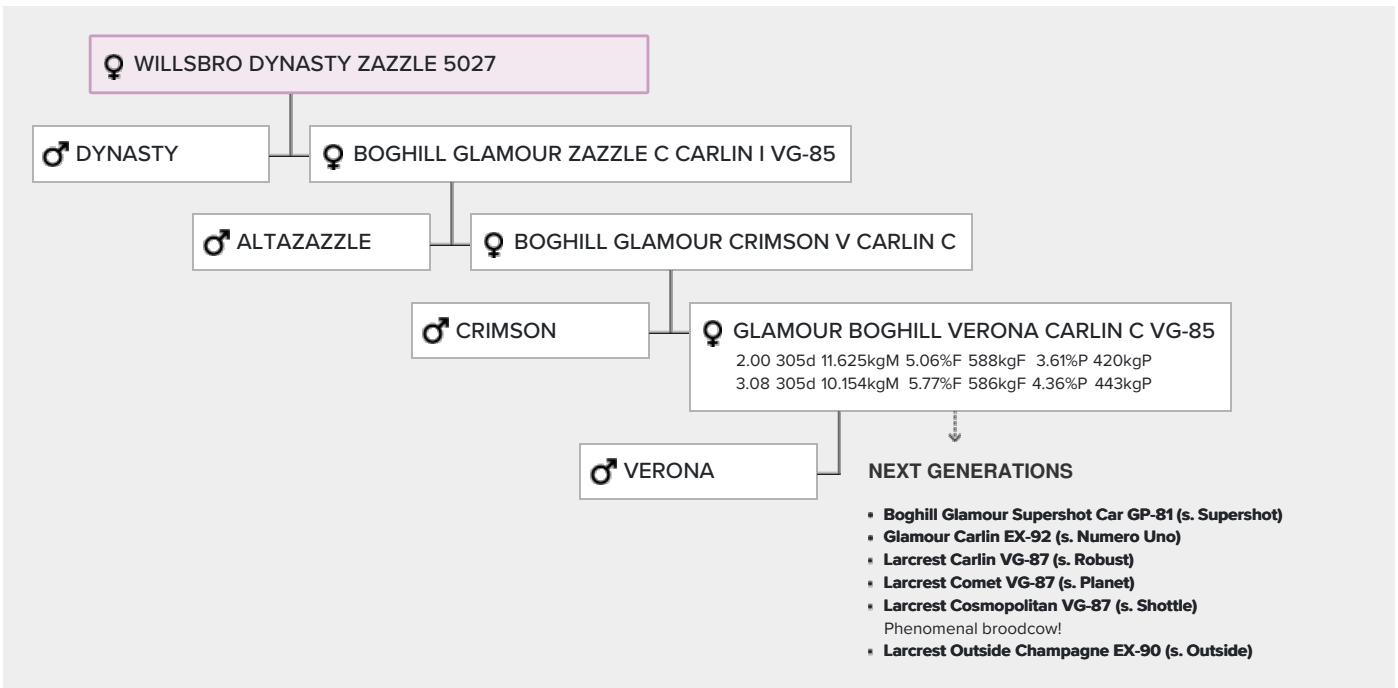 ♀ WILLSBRO DYNASTY ZAZZLE 5027
♂ DYNASTY
♀ BOGHILL GLAMOUR ZAZZLE C CARLIN I VG-85
♂ ALTAZAZZLE
♀ BOGHILL GLAMOUR CRIMSON V CARLIN C
♂ CRIMSON
♀ GLAMOUR BOGHILL VERONA CARLIN C VG-85
2.00 305d 11.625kgM 5.06%F 588kgF 3.61%P 420kgP
3.08 305d 10.154kgM 5.77%F 586kgF 4.36%P 443kgP
♂ VERONA
NEXT GENERATIONS
• Boghill Glamour Supershot Car GP-81 (s. Supershot)
• Glamour Carlin EX-92 (s. Numero Uno)
• Larcrest Carlin VG-87 (s. Robust)
• Larcrest Comet VG-87 (s. Planet)
• Larcrest Cosmopolitan VG-87 (s. Shottle)
Phenomenal broodcow!
• Larcrest Outside Champagne EX-90 (s. Outside)